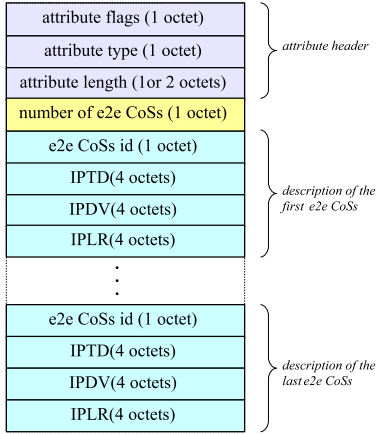 attribute flags (1 octet)
attribute type (1 octet)
attribute header
attribute length (1or 2 octets)
number of e2e CoSs (1 octet)
e2e CoSs id (1 octet)
IPTD(4 octets)
IPDV(4 octets)
IPLR(4 octets)
description of the
first e2e CoSs
e2e CoSs id (1 octet)
IPTD(4 octets)
IPDV(4 octets)
IPLR(4 octets)
description of the
last e2e CoSs